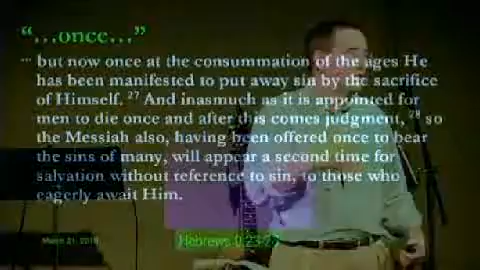 “…once…”
... but now once at the consummation of the ages He
has been manifested to put away sin by the sacrifice
of Himself. 27 And inasmuch as it is appointed for
men to die once and after this comes judgment, 28 so
the Messiah also, having been offered once to bear
the sins of many, will appear a second time for
salvation without reference to sin, to those who
eagerly await Him.
March 21,
Hebrews